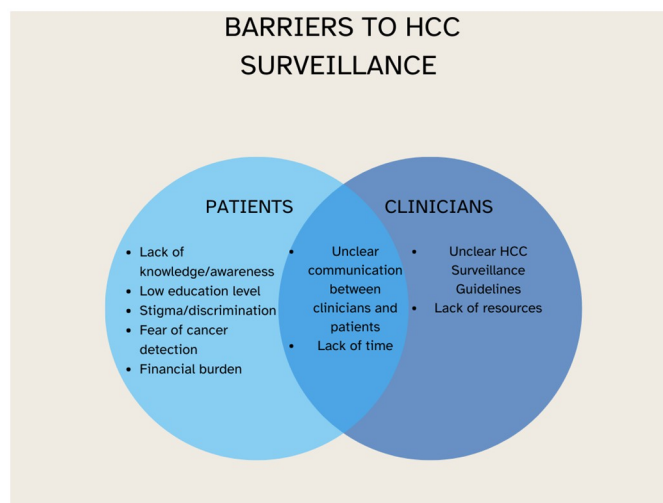 BARRIERS TO HCC
SURVEILLANCE
PATIENTS
• Lack of
knowledge/awareness
• Low education level
• Stigma/discrimination
• Fear of cancer
detection
• Financial burden
• Unclear
communication
between
clinicians and
patients
• Lack of time
CLINICIANS
• Unclear HCC
Surveillance
Guidelines
• Lack of resources